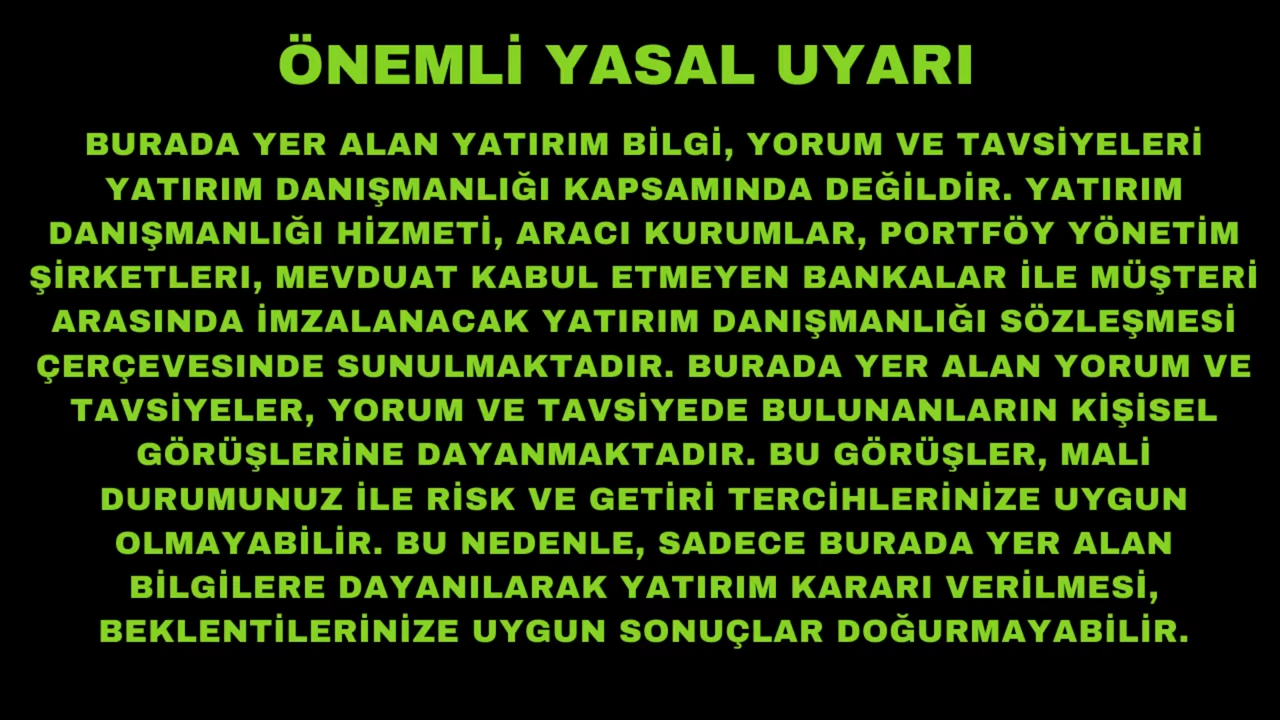 ÖNEMLİ YASAL UYARI
BURADA YER ALAN YATIRIM BİLGİ, YORUM VE TAVSİYELERİ
YATIRIM DANIŞMANLIĞI KAPSAMINDA DEĞİLDİR. YATIRIM
DANIŞMANLIĞI HİZMETİ, ARACI KURUMLAR, PORTFÖY YÖNETİM
ŞİRKETLERI, MEVDUAT KABUL ETMEYEN BANKALAR İLE MÜŞTERİ
ARASINDA İMZALANACAK YATIRIM DANIŞMANLIĞI SÖZLEŞMESİ
ÇERÇEVESINDE SUNULMAKTADIR. BURADA YER ALAN YORUM VE
TAVSİYELER, YORUM VE TAVSİYEDE BULUNANLARIN KİŞİSEL
GÖRÜŞLERİNE DAYANMAKTADIR. BU GÖRÜŞLER, MALİ
DURUMUNUZ İLE RİSK VE GETİRİ TERCİHLERİNİZE UYGUN
OLMAYABİLİR. BU NEDENLE, SADECE BURADA YER ALAN
BİLGİLERE DAYANILARAK YATIRIM KARARI VERİLMESİ,
BEKLENTİLERİNİZE UYGUN SONUÇLAR DOĞURMAYABİLİR.